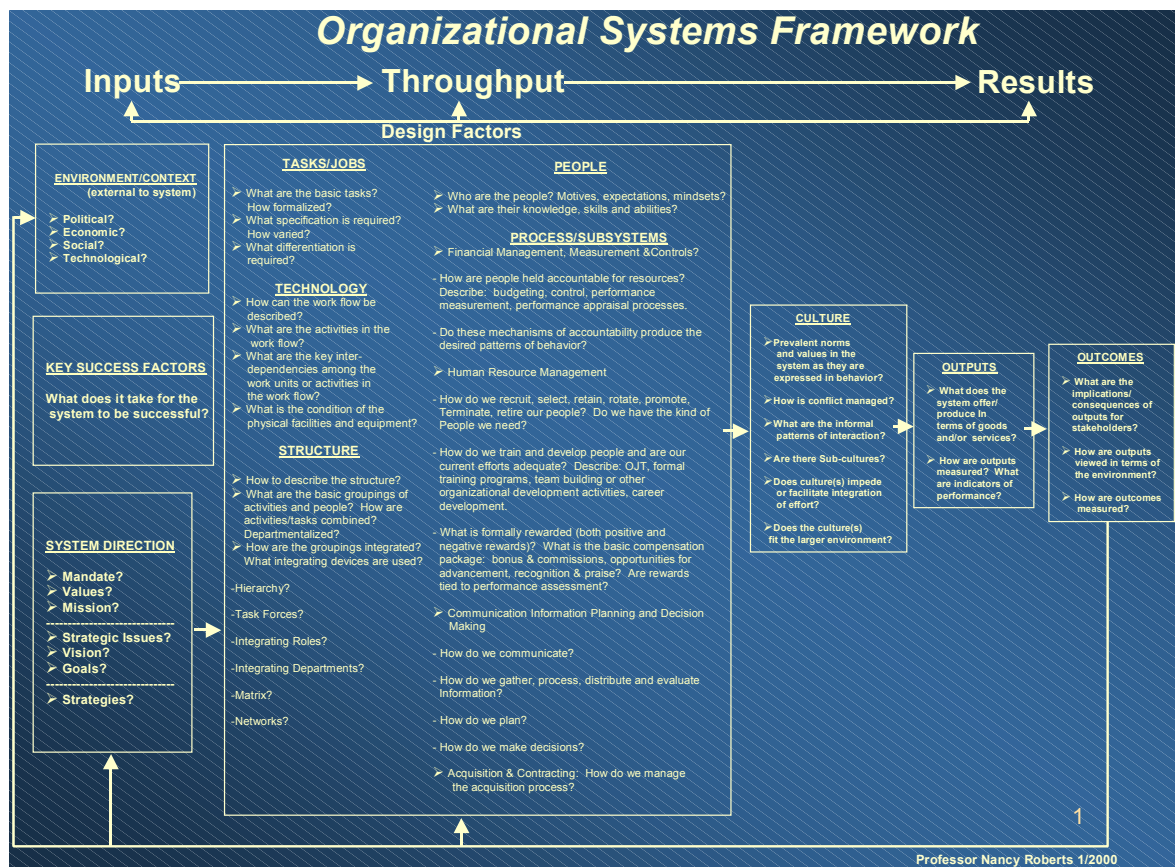 Organizational Systems Framework
Inputs
Throughput
Results
Design Factors
ENVIRONMENT/CONTEXT
(external to system)
➢ Political?
➢ Economic?
➢ Social?
➢ Technological?
KEY SUCCESS FACTORS
What does it take for the
system to be successful?
SYSTEM DIRECTION
➢ Mandate?
➢ Values?
➢ Mission?
------------------------------
➢ Strategic Issues?
➢ Vision?
➢ Goals?
------------------------------
➢ Strategies?
TASKS/JOBS
➢ What are the basic tasks?
How formalized?
➢ What specification is required?
How varied?
➢ What differentiation is
required?
TECHNOLOGY
➢ How can the work flow be
described?
➢ What are the activities in the
work flow?
➢ What are the key inter-
dependencies among the
work units or activities in
the work flow?
➢ What is the condition of the
physical facilities and equipment?
STRUCTURE
➢ How to describe the structure?
➢ What are the basic groupings of
activities and people? How are
activities/tasks combined?
Departmentalized?
➢ How are the groupings integrated?
What integrating devices are used?
-Hierarchy?
-Task Forces?
-Integrating Roles?
-Integrating Departments?
-Matrix?
-Networks?
PEOPLE
➢ Who are the people? Motives, expectations, mindsets?
➢ What are their knowledge, skills and abilities?
PROCESS/SUBSYSTEMS
➢ Financial Management, Measurement &Controls?
- How are people held accountable for resources?
Describe: budgeting, control, performance
measurement, performance appraisal processes.
- Do these mechanisms of accountability produce the
desired patterns of behavior?
➢ Human Resource Management
- How do we recruit, select, retain, rotate, promote,
Terminate, retire our people? Do we have the kind of
People we need?
- How do we train and develop people and are our
current efforts adequate? Describe: OJT, formal
training programs, team building or other
organizational development activities, career
development.
- What is formally rewarded (both positive and
negative rewards)? What is the basic compensation
package: bonus & commissions, opportunities for
advancement, recognition & praise? Are rewards
tied to performance assessment?
➢ Communication Information Planning and Decision
Making
- How do we communicate?
- How do we gather, process, distribute and evaluate
Information?
- How do we plan?
- How do we make decisions?
➢ Acquisition & Contracting: How do we manage
the acquisition process?
CULTURE
➢Prevalent norms
and values in the
system as they are
expressed in behavior?
➢How is conflict managed?
➢What are the informal
patterns of interaction?
➢Are there Sub-cultures?
➢Does culture(s) impede
or facilitate integration
of effort?
➢Does the culture(s)
fit the larger environment?
OUTPUTS
➢ What does the
system offer/
produce In
terms of goods
and/or services?
➢ How are outputs
measured? What
are indicators of
performance?
OUTCOMES
➢ What are the
implications/
consequences of
outputs for
stakeholders?
➢ How are outputs
viewed in terms of
the environment?
➢ How are outcomes
measured?
1
Professor Nancy Roberts 1/2000